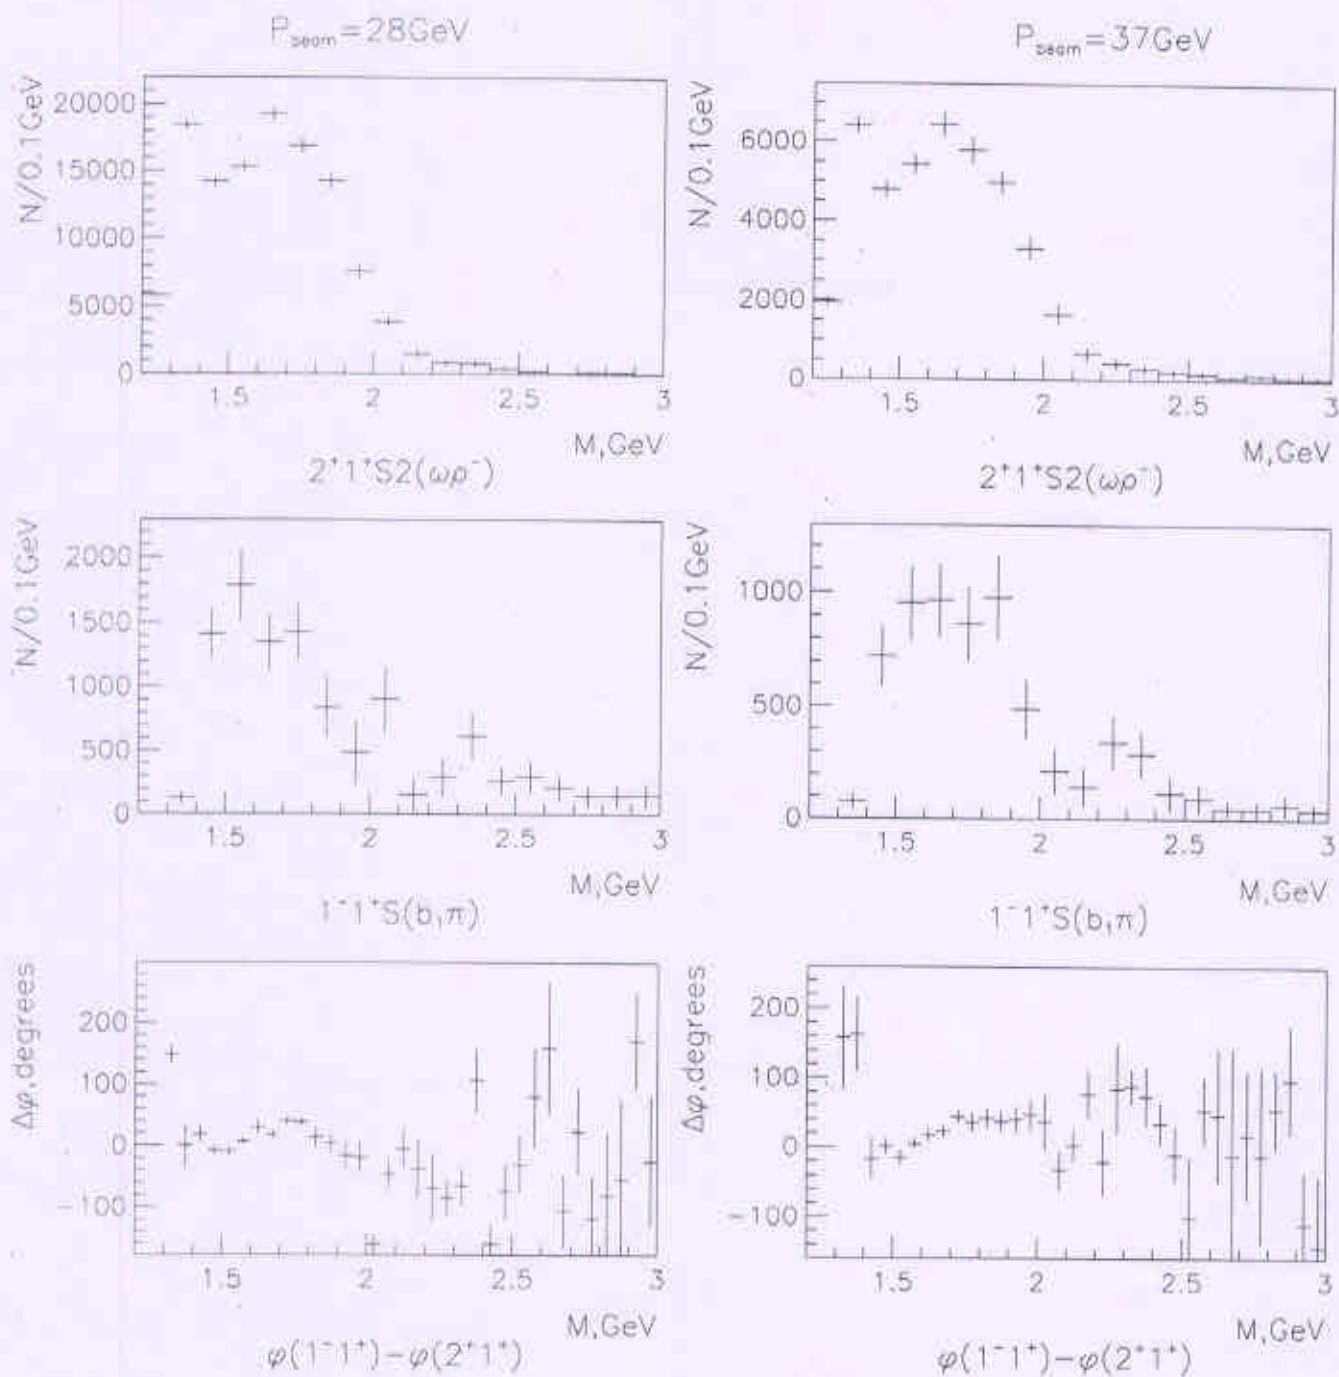 P_beam=28GeV
P_beam=37GeV
N/0.1GeV
20000
15000
10000
5000
0
1.5
2
2.5
3
M,GeV
2⁺1⁺S2(ωρ⁻)
N/0.1GeV
6000
4000
2000
0
1.5
2
2.5
3
M,GeV
2⁺1⁺S2(ωρ⁻)
N/0.1GeV
2000
1500
1000
500
0
1.5
2
2.5
3
M,GeV
1⁻1⁺S(b,π)
N/0.1GeV
1000
500
0
1.5
2
2.5
3
M,GeV
1⁻1⁺S(b,π)
Δφ,degrees
200
100
0
-100
1.5
2
2.5
3
M,GeV
φ(1⁻1⁺)-φ(2⁺1⁺)
Δφ,degrees
200
100
0
-100
1.5
2
2.5
3
M,GeV
φ(1⁻1⁺)-φ(2⁺1⁺)